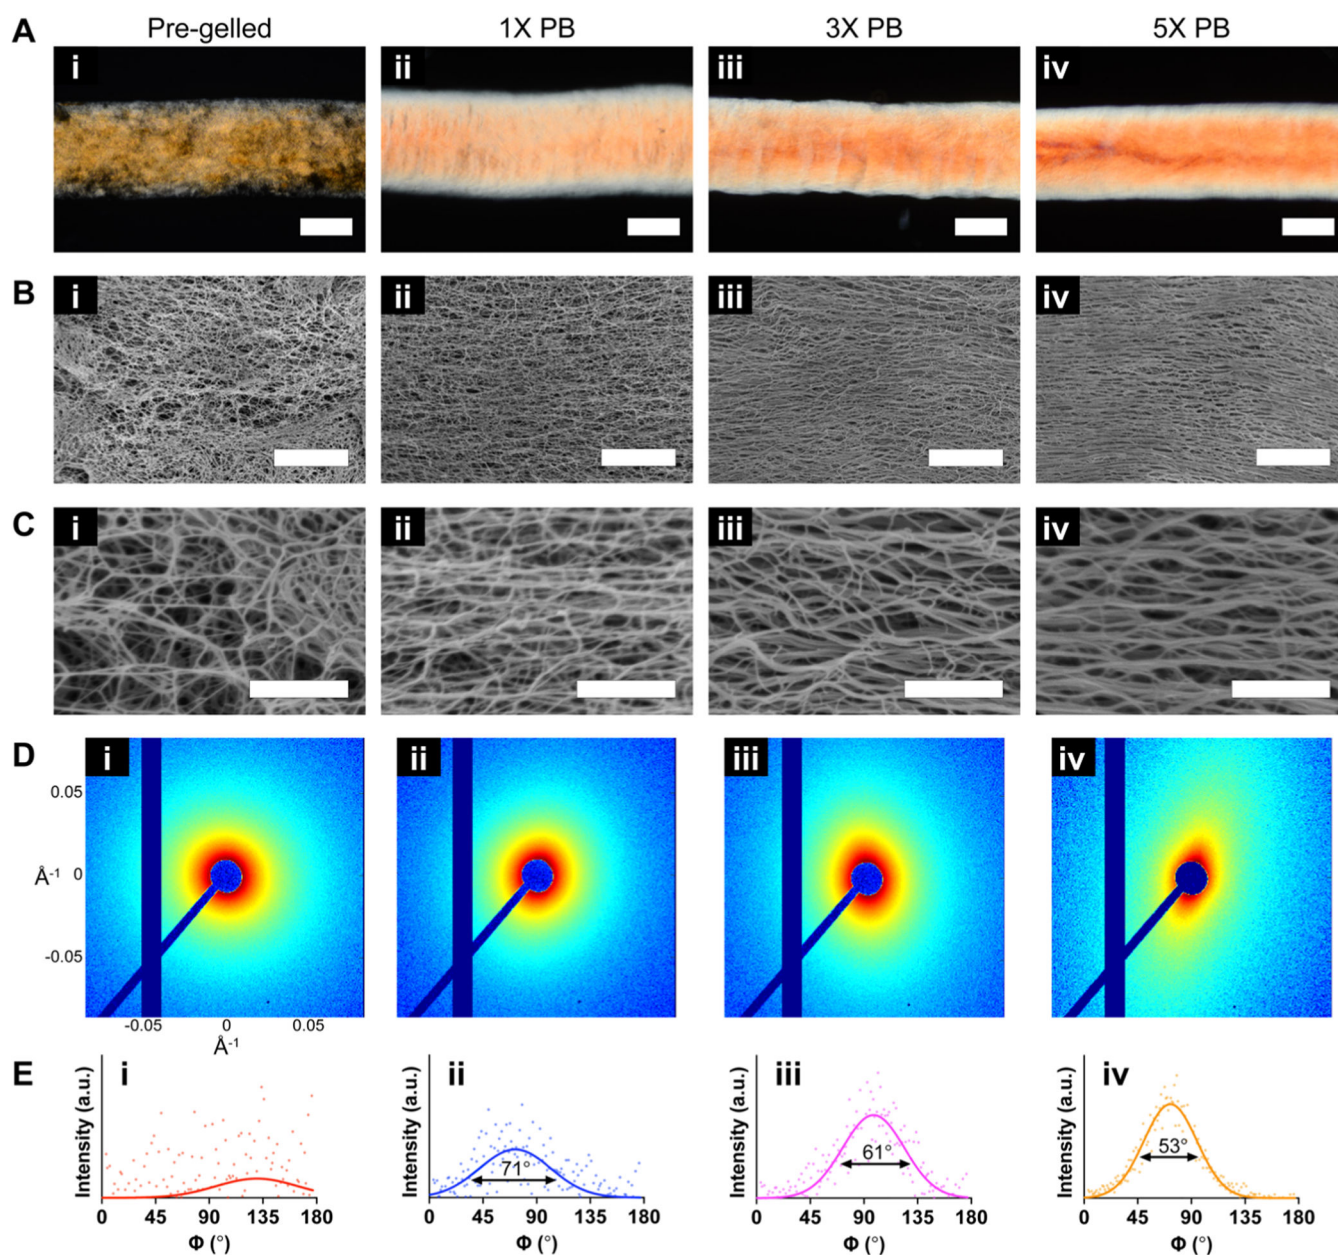 A Pre-gelled 1X PB 3X PB 5X PB
i ii iii iv
B i ii iii iv
C i ii iii iv
D i ii iii iv
0.05
Å-1 0
-0.05
-0.05 0 0.05
Å-1
E i ii iii iv
Intensity (a.u.) Intensity (a.u.) Intensity (a.u.) Intensity (a.u.)
71° 61° 53°
0 45 90 135 180 0 45 90 135 180 0 45 90 135 180 0 45 90 135 180
Φ (°) Φ (°) Φ (°) Φ (°)